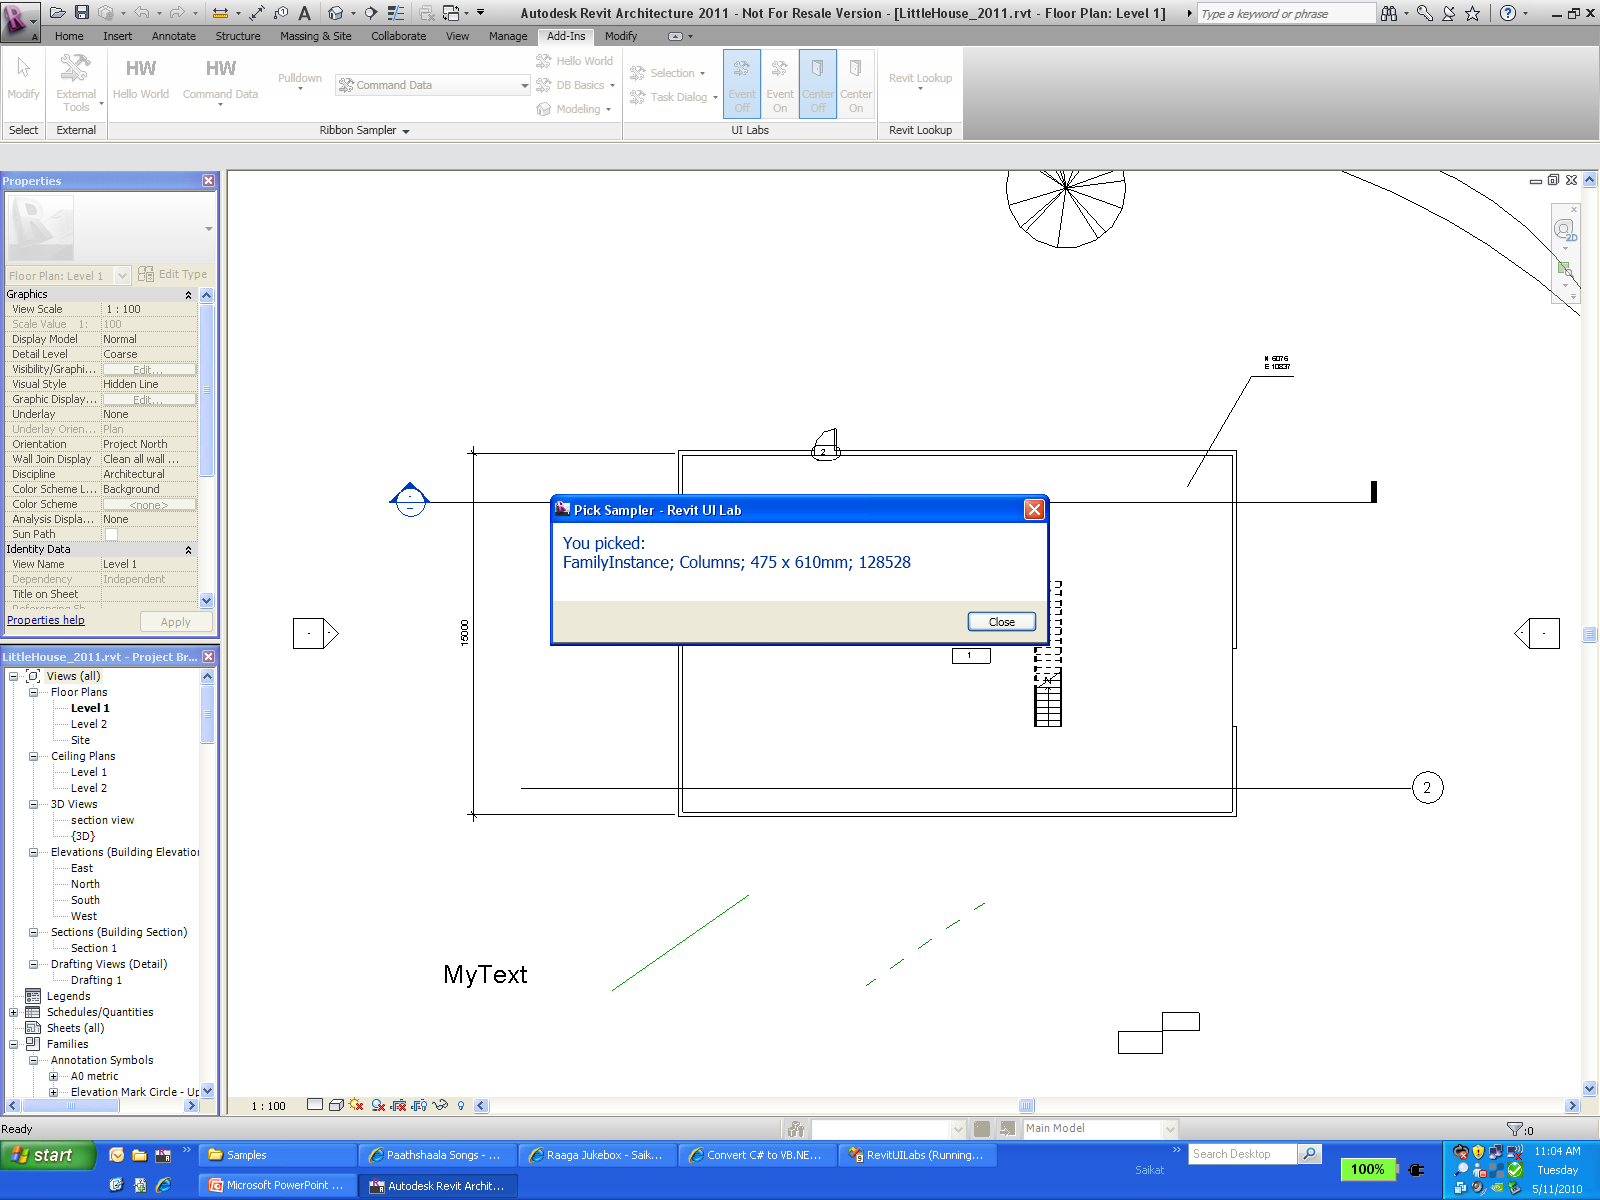 Autodesk Revit Architecture 2011 - Not For Resale Version - [LittleHouse_2011.rvt - Floor Plan: Level 1]
Type a keyword or phrase
Home Insert Annotate Structure Massing & Site Collaborate View Manage Add-Ins Modify
Modify
External Tools
HW Hello World
HW Command Data
Pulldown
Command Data
Hello World
DB Basics
Modeling
Selection
Task Dialog
Event Off
Event On
Center Off
Center On
Revit Lookup
Select External Ribbon Sampler UI Labs Revit Lookup
Properties
Floor Plan: Level 1 Edit Type
Graphics
View Scale 1 : 100
Scale Value 1: 100
Display Model Normal
Detail Level Coarse
Visibility/Graphi... Edit...
Visual Style Hidden Line
Graphic Display... Edit...
Underlay None
Underlay Orien... Plan
Orientation Project North
Wall Join Display Clean all wall ...
Discipline Architectural
Color Scheme L... Background
Color Scheme <none>
Analysis Displa... None
Sun Path
Identity Data
View Name Level 1
Dependency Independent
Title on Sheet
Referencing Sh...
Properties help Apply
LittleHouse_2011.rvt - Project Br...
Views (all)
Floor Plans
Level 1
Level 2
Site
Ceiling Plans
Level 1
Level 2
3D Views
section view
{3D}
Elevations (Building Elevation
East
North
South
West
Sections (Building Section)
Section 1
Drafting Views (Detail)
Drafting 1
Legends
Schedules/Quantities
Sheets (all)
Families
Annotation Symbols
A0 metric
Elevation Mark Circle - Up
2D
N 6076
E 10837
2
Pick Sampler - Revit UI Lab
You picked:
FamilyInstance; Columns; 475 x 610mm; 128528
Close
15000
1
2
MyText
1 : 100
Ready
Main Model
:0
start
Samples
Paathshaala Songs - ...
Raaga Jukebox - Saik...
Convert C# to VB.NE...
RevitUILabs (Running...
Microsoft PowerPoint ...
Autodesk Revit Archit...
Saikat
Search Desktop
100%
11:04 AM
Tuesday
5/11/2010